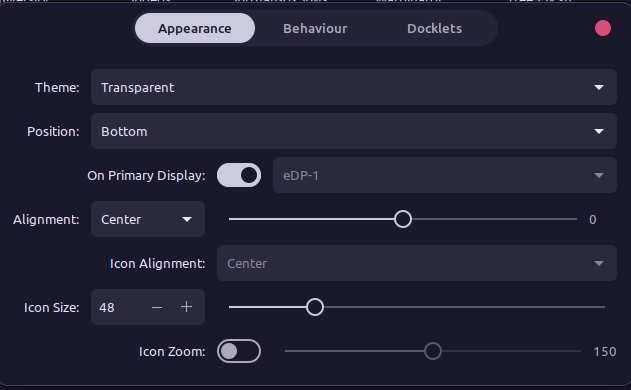 Appearance Behaviour Docklets
Theme: Transparent
Position: Bottom
On Primary Display: eDP-1
Alignment: Center 0
Icon Alignment: Center
Icon Size: 48 − +
Icon Zoom: 150